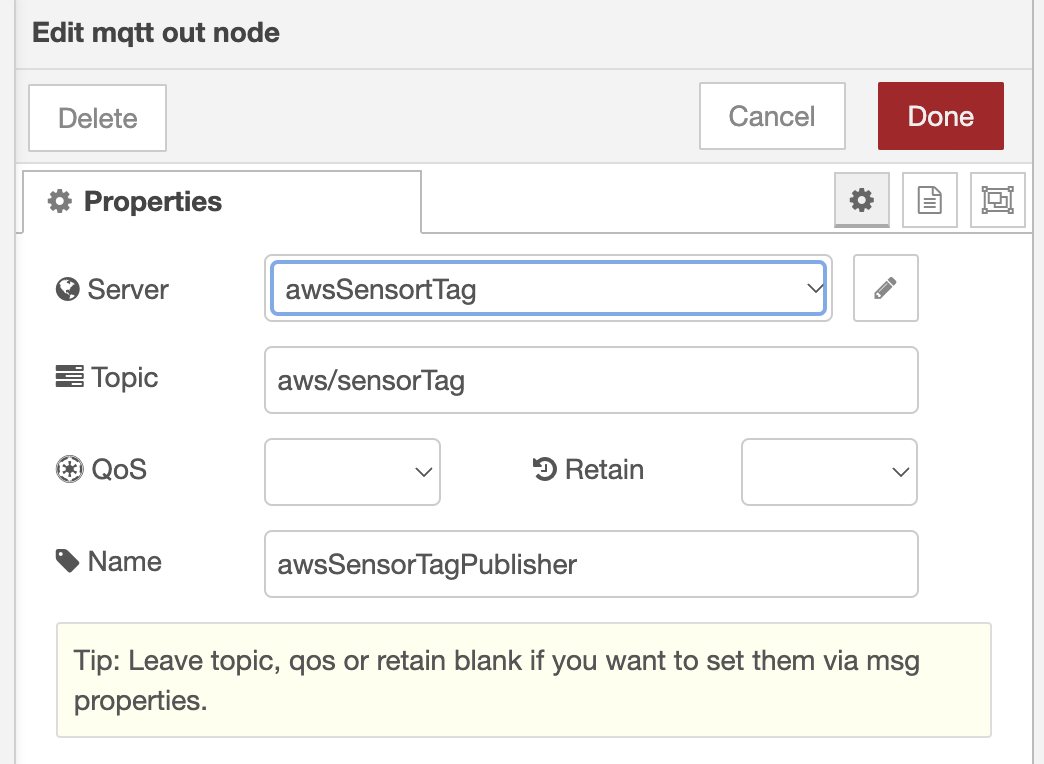 Edit mqtt out node
Delete
Cancel
Done
Properties
Server
awsSensortTag
Topic
aws/sensorTag
QoS
Retain
Name
awsSensorTagPublisher
Tip: Leave topic, qos or retain blank if you want to set them via msg
properties.